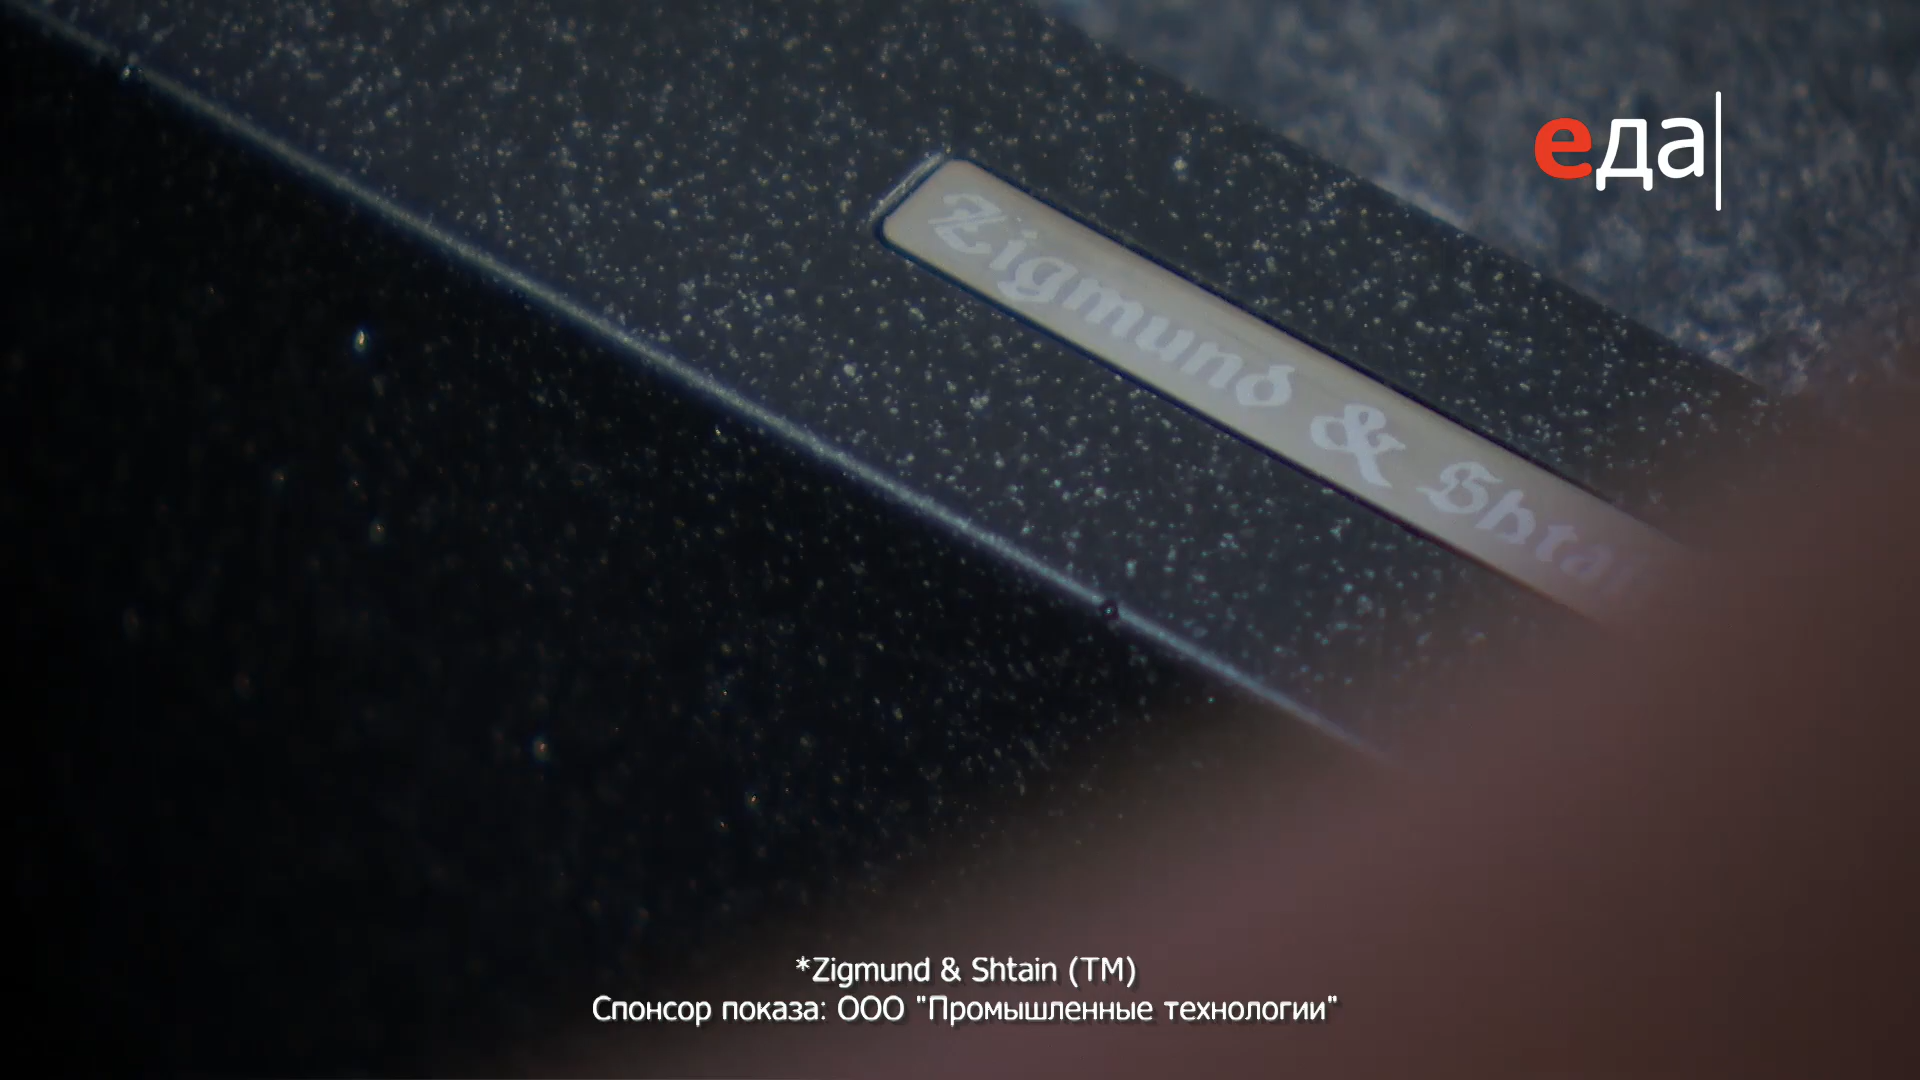 еда
Zigmund & Shta
*Zigmund & Shtain (TM)
Спонсор показа: ООО "Промышленные технологии"